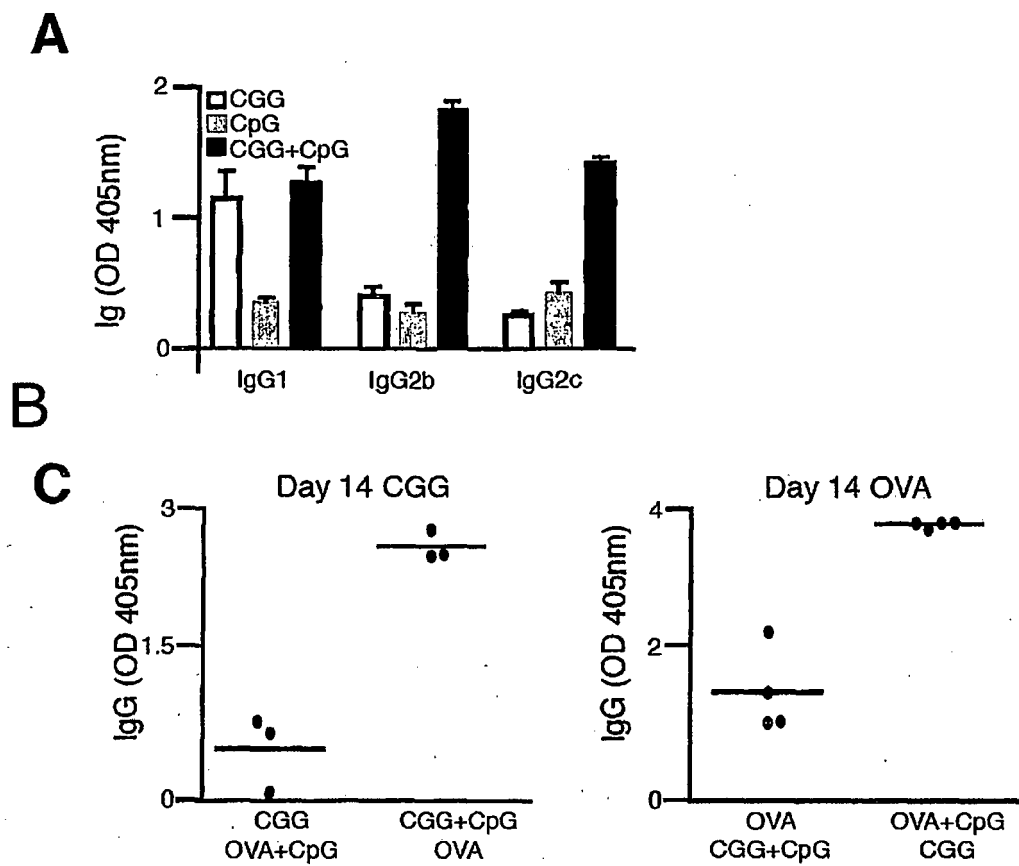 A
2
CGG
CpG
CGG+CpG
1
0
Ig (OD 405nm)
IgG1 IgG2b IgG2c
B
C
Day 14 CGG
3
1.5
0
IgG (OD 405nm)
CGG CGG+CpG
OVA+CpG OVA
Day 14 OVA
4
2
0
IgG (OD 405nm)
OVA OVA+CpG
CGG+CpG CGG